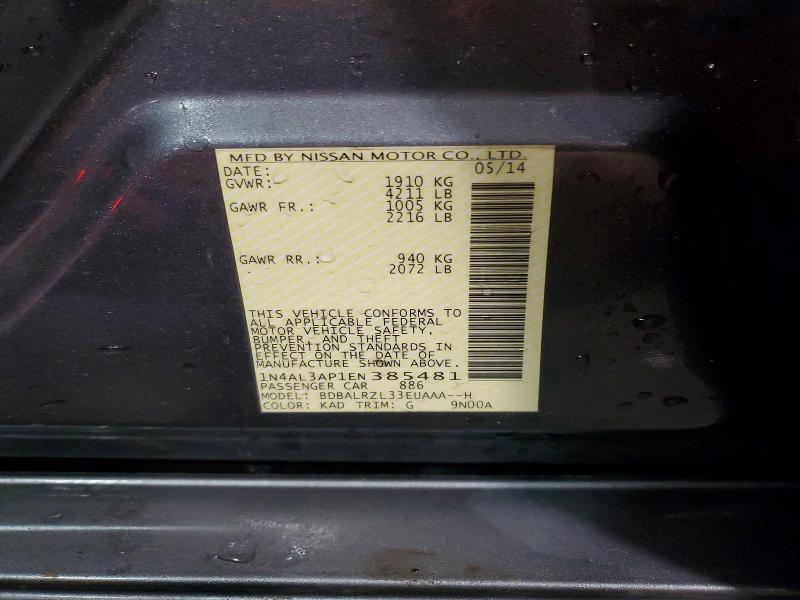 MFD BY NISSAN MOTOR CO., LTD.
DATE: 05/14
GVWR: 1910 KG
4211 LB
GAWR FR.: 1005 KG
2216 LB
GAWR RR.: 940 KG
2072 LB
THIS VEHICLE CONFORMS TO
ALL APPLICABLE FEDERAL
MOTOR VEHICLE SAFETY,
BUMPER, AND THEFT
PREVENTION STANDARDS IN
EFFECT ON THE DATE OF
MANUFACTURE SHOWN ABOVE.
1N4AL3AP1EN385481
PASSENGER CAR 886
MODEL: BDBALRZL33EUAAA--H
COLOR: KAD TRIM: G 9N00A